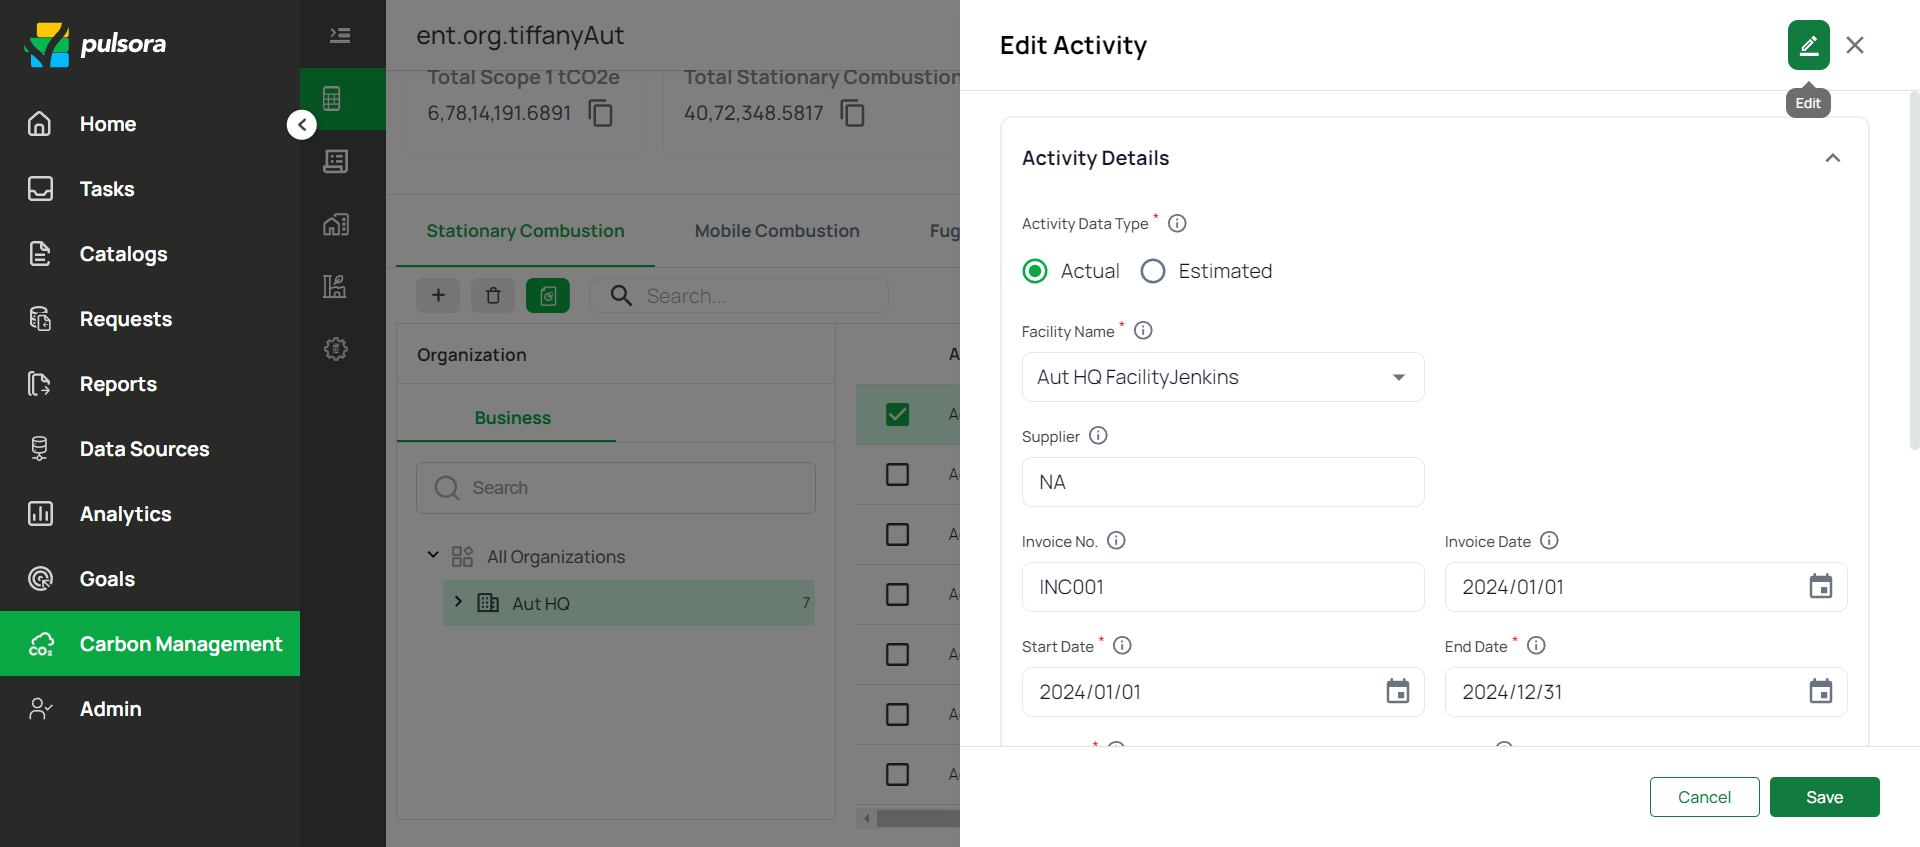 pulsora
Home
Tasks
Catalogs
Requests
Reports
Data Sources
Analytics
Goals
Carbon Management
Admin
ent.org.tiffanyAut
Total Scope 1 tCO2e
6,78,14,191.6891
Total Stationary Combustion
40,72,348.5817
Stationary Combustion
Mobile Combustion
Fug
Search...
Organization
Business
Search
All Organizations
Aut HQ
7
A
A
A
A
A
A
A
A
Edit Activity
Edit
Activity Details
Activity Data Type *
Actual
Estimated
Facility Name *
Aut HQ FacilityJenkins
Supplier
NA
Invoice No.
INC001
Invoice Date
2024/01/01
Start Date *
2024/01/01
End Date *
2024/12/31
Cancel
Save